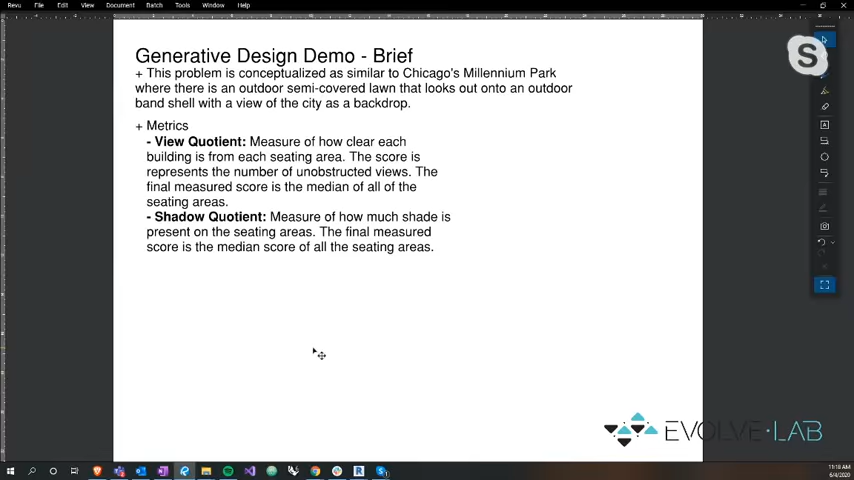 Revu File Edit View Document Batch Tools Window Help
Generative Design Demo - Brief
+ This problem is conceptualized as similar to Chicago's Millennium Park
where there is an outdoor semi-covered lawn that looks out onto an outdoor
band shell with a view of the city as a backdrop.
+ Metrics
- View Quotient: Measure of how clear each
building is from each seating area. The score is
represents the number of unobstructed views. The
final measured score is the median of all of the
seating areas.
- Shadow Quotient: Measure of how much shade is
present on the seating areas. The final measured
score is the median score of all the seating areas.
EVOLVE·LAB
11:18 AM
6/4/2020